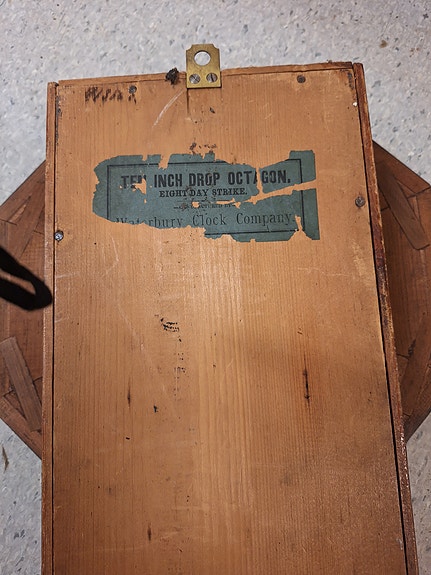 TEN INCH DROP OCTAGON.
EIGHT DAY STRIKE.
Waterbury Clock Company,